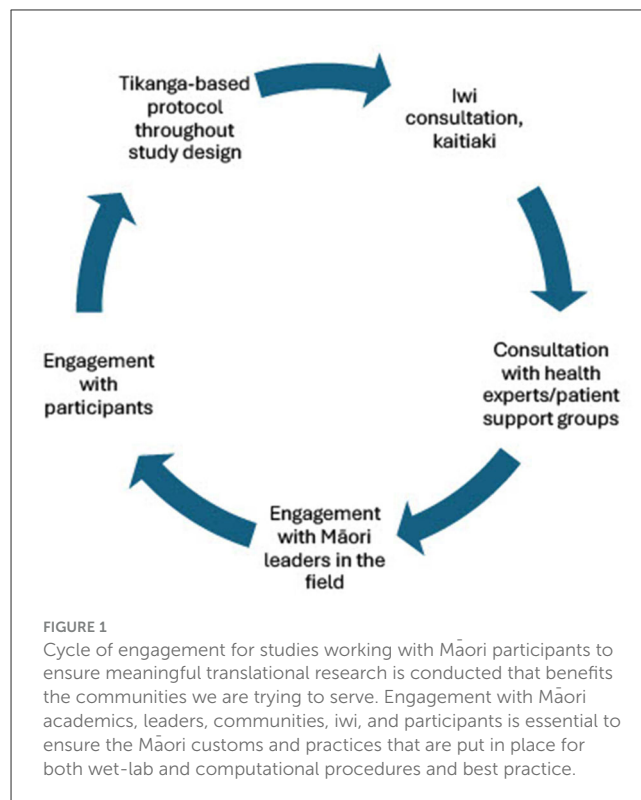 Tikanga-based
protocol
throughout
study design
Iwi
consultation,
kaitiaki
Consultation
with health
experts/patient
support groups
Engagement
with Māori
leaders in the
field
Engagement
with
participants
FIGURE 1
Cycle of engagement for studies working with Māori participants to
ensure meaningful translational research is conducted that benefits
the communities we are trying to serve. Engagement with Māori
academics, leaders, communities, iwi, and participants is essential to
ensure the Māori customs and practices that are put in place for
both wet-lab and computational procedures and best practice.